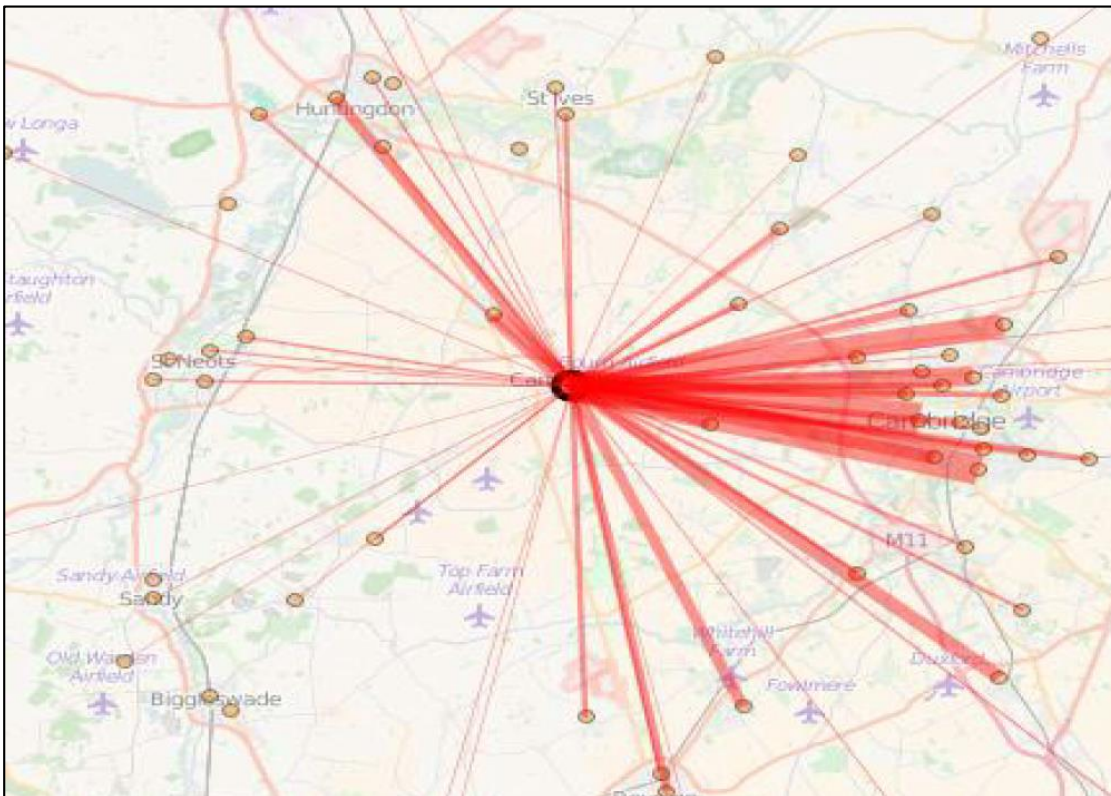 Mitchells
Farm
Huntingdon
St Ives
w Longa
taughton
rfield
St Neots
Cambridge
Airport
Cambridge
M11
Sandy Airfield
Sandy
Top Farm
Airfield
Whitehill
Farm
Duxford
Old Warden
Airfield
Fowlmere
Biggleswade